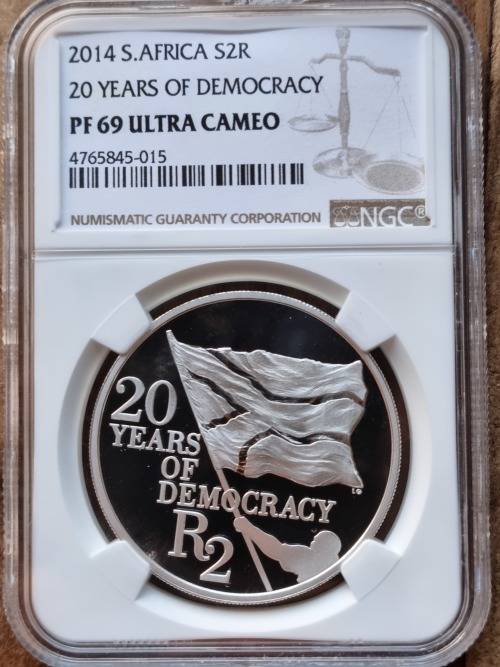 2014 S.AFRICA S2R
20 YEARS OF DEMOCRACY
PF 69 ULTRA CAMEO
4765845-015
NUMISMATIC GUARANTY CORPORATION
NGC®
20
YEARS
OF
DEMOCRACY
R2